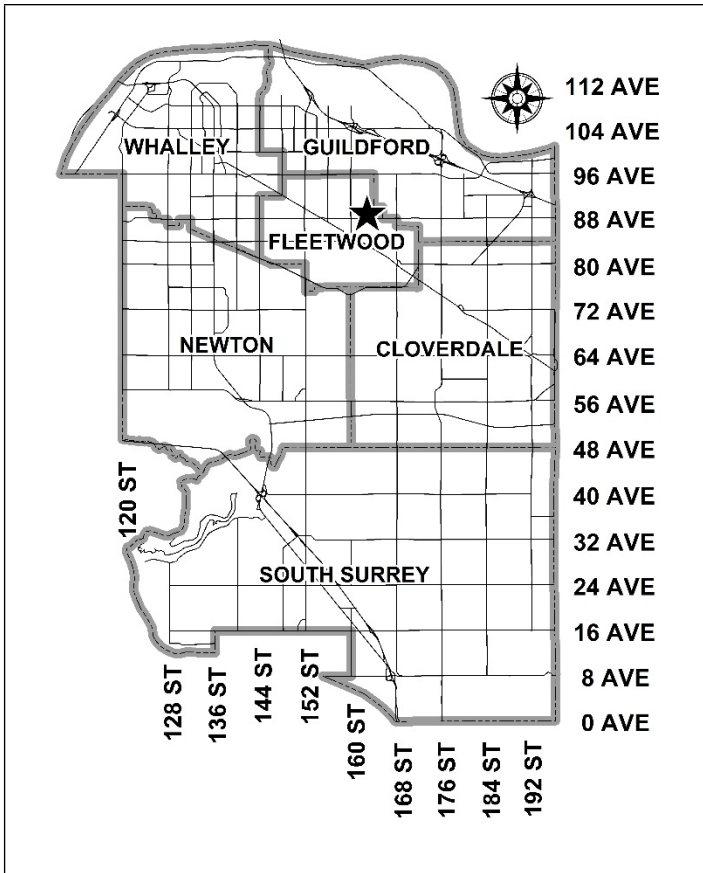 112 AVE
104 AVE
WHALLEY
GUILDFORD
96 AVE
88 AVE
FLEETWOOD
80 AVE
72 AVE
NEWTON
CLOVERDALE
64 AVE
56 AVE
48 AVE
120 ST
40 AVE
32 AVE
SOUTH SURREY
24 AVE
16 AVE
128 ST
136 ST
144 ST
152 ST
8 AVE
160 ST
0 AVE
168 ST
176 ST
184 ST
192 ST